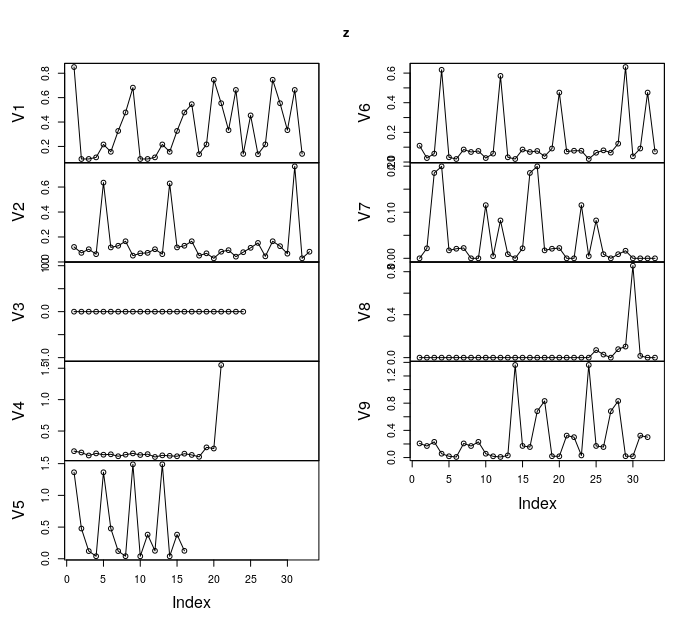 z
V1
0.2 0.4 0.6 0.8
V2
0.2 0.4 0.6
V3
0.0
V4
0.5 1.0
V5
0.0 0.5 1.0 1.5
0 5 10 15 20 25 30
Index
V6
0.2 0.4 0.6
V7
0.00 0.10
V8
0.0 0.4 0.8
V9
0.0 0.4 0.8 1.2
0 5 10 15 20 25 30
Index